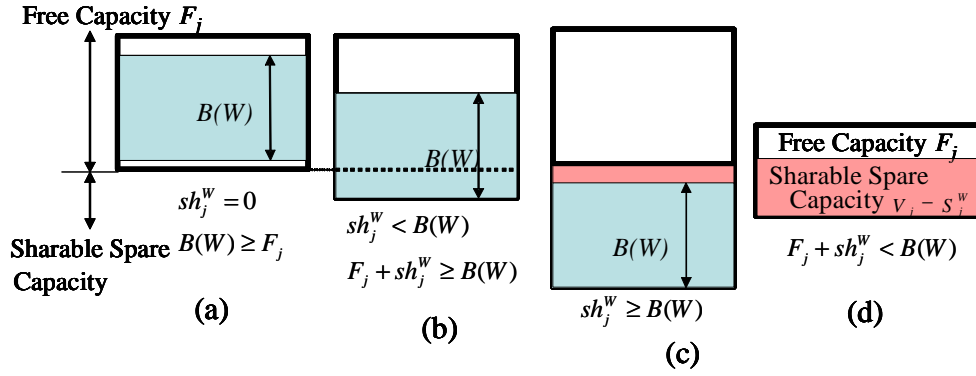 Free Capacity F_j
B(W)
sh_j^W = 0
B(W) ≥ F_j
Sharable Spare
Capacity
(a)
B(W)
sh_j^W < B(W)
F_j + sh_j^W ≥ B(W)
(b)
B(W)
sh_j^W ≥ B(W)
(c)
Free Capacity F_j
Sharable Spare
Capacity V_j − S_j^W
F_j + sh_j^W < B(W)
(d)